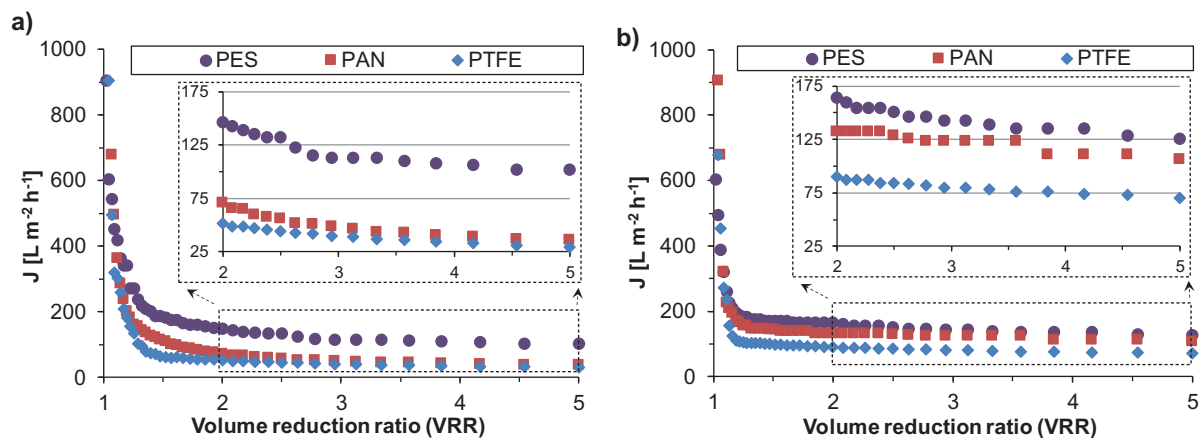 a)
1000
PES PAN PTFE
175
800
125
600
75
400
25
2 3 4 5
200
0
1 2 3 4 5
J [L m-2 h-1]
Volume reduction ratio (VRR)
b)
1000
PES PAN PTFE
175
800
125
600
75
400
25
2 3 4 5
200
0
1 2 3 4 5
J [L m-2 h-1]
Volume reduction ratio (VRR)